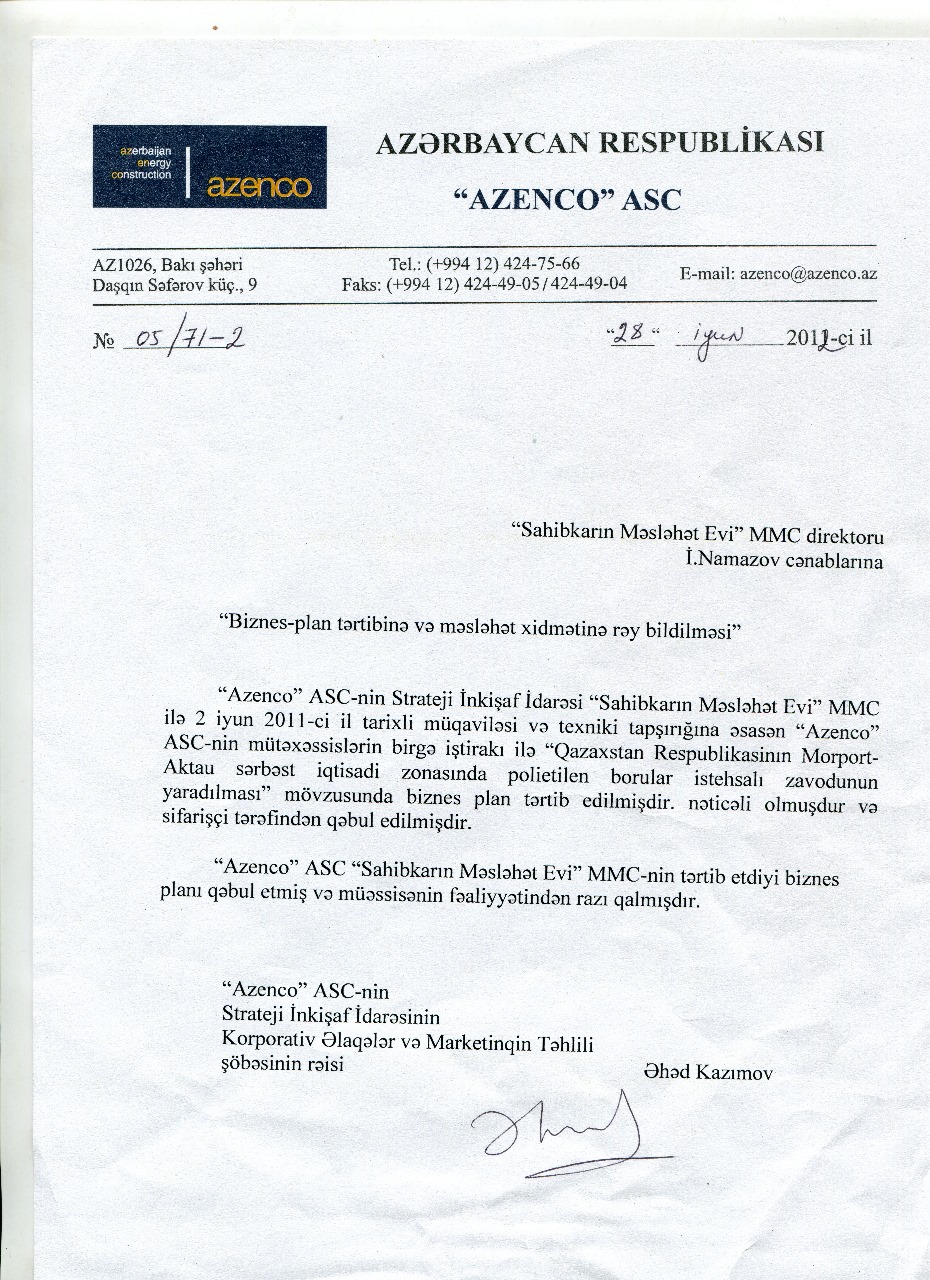 azerbaijan
energy
construction
azenco
AZƏRBAYCAN RESPUBLİKASI
“AZENCO” ASC
AZ1026, Bakı şəhəri
Daşqın Səfərov küç., 9
Tel.: (+994 12) 424-75-66
Faks: (+994 12) 424-49-05/424-49-04
E-mail: azenco@azenco.az
№ 05/71-2
“28“ iyun 2012-ci il
“Sahibkarın Məsləhət Evi” MMC direktoru
İ.Namazov cənablarına
“Biznes-plan tərtibinə və məsləhət xidmətinə rəy bildilməsi”
“Azenco” ASC-nin Strateji İnkişaf İdarəsi “Sahibkarın Məsləhət Evi” MMC
ilə 2 iyun 2011-ci il tarixli müqaviləsi və texniki tapşırığına əsasən “Azenco”
ASC-nin mütəxəssislərin birgə iştirakı ilə “Qazaxstan Respublikasinın Morport-
Aktau sərbəst iqtisadi zonasında polietilen borular istehsalı zavodunun
yaradılması” mövzusunda biznes plan tərtib edilmişdir. nəticəli olmuşdur və
sifarişçi tərəfindən qəbul edilmişdir.
“Azenco” ASC “Sahibkarın Məsləhət Evi” MMC-nin tərtib etdiyi biznes
planı qəbul etmiş və müəssisənin fəaliyyətindən razı qalmışdır.
“Azenco” ASC-nin
Strateji İnkişaf İdarəsinin
Korporativ Əlaqələr və Marketinqin Təhlili
şöbəsinin rəisi
Əhəd Kazımov